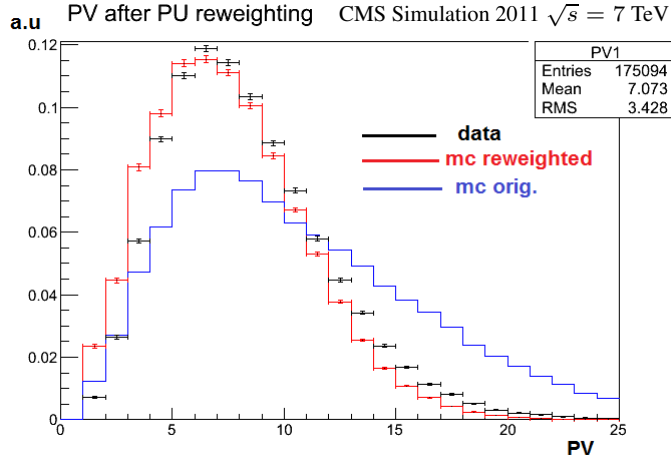 PV after PU reweighting CMS Simulation 2011 √s = 7 TeV
a.u
PV1
Entries 175094
Mean 7.073
RMS 3.428
data
mc reweighted
mc orig.
0.12
0.1
0.08
0.06
0.04
0.02
0
0 5 10 15 20 25
PV